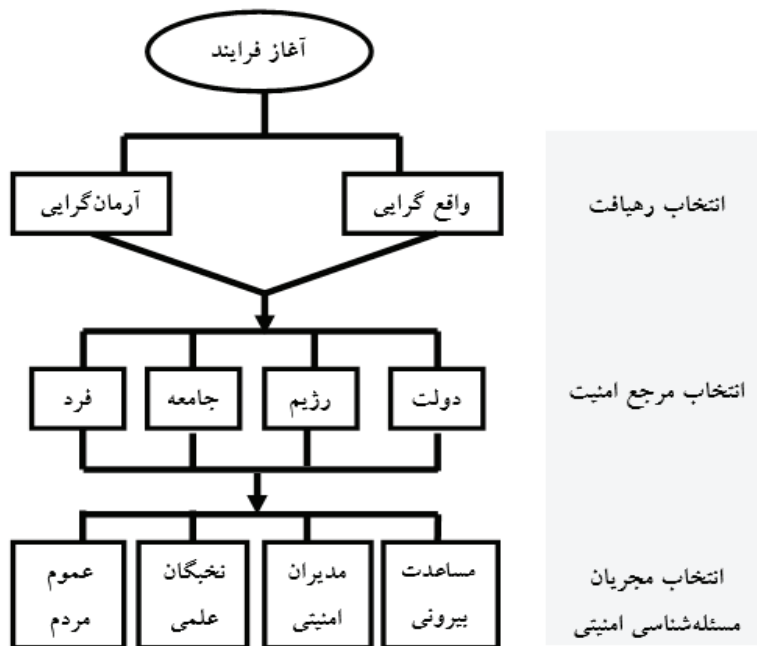 آغاز فرایند
انتخاب رهیافت
واقع گرایی
آرمان‌گرایی
انتخاب مرجع امنیت
دولت
رژیم
جامعه
فرد
انتخاب مجریان
مسئله‌شناسی امنیتی
مساعدت
بیرونی
مدیران
امنیتی
نخبگان
علمی
عموم
مردم